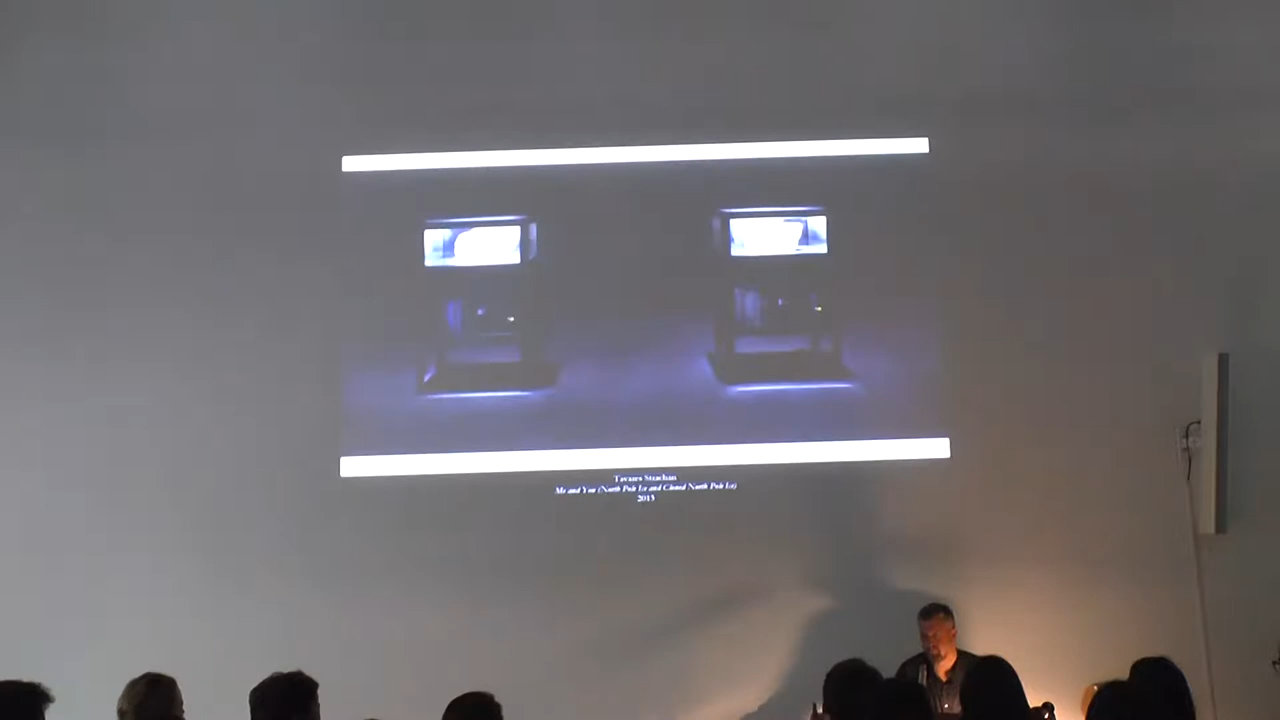 Tavares Strachan
Me and You (North Pole Ice and Cloned North Pole Ice)
2013